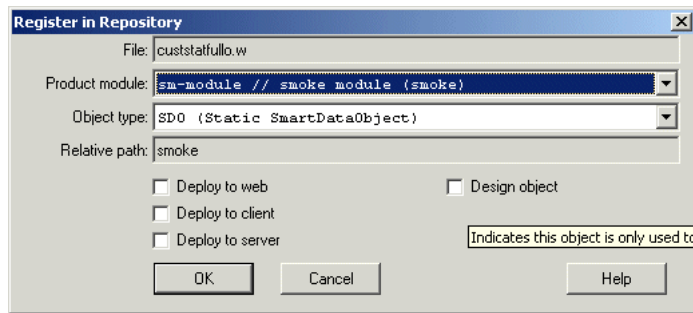 Register in Repository
File: custstatfullo.w
Product module: sm-module // smoke module (smoke)
Object type: SDO (Static SmartDataObject)
Relative path: smoke
Deploy to web
Design object
Deploy to client
Deploy to server
Indicates this object is only used to
OK
Cancel
Help